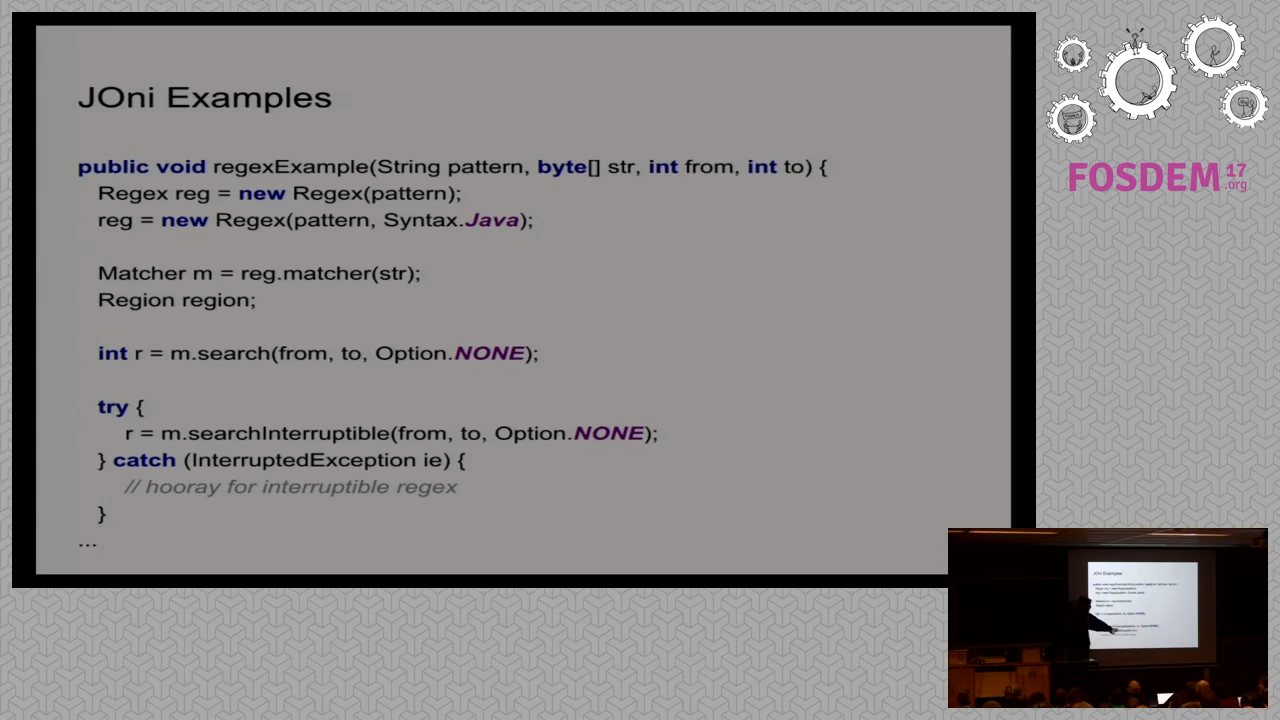 JOni Examples
public void regexExample(String pattern, byte[] str, int from, int to) {
Regex reg = new Regex(pattern);
reg = new Regex(pattern, Syntax.Java);
Matcher m = reg.matcher(str);
Region region;
int r = m.search(from, to, Option.NONE);
try {
r = m.searchInterruptible(from, to, Option.NONE);
} catch (InterruptedException ie) {
// hooray for interruptible regex
}
...
FOSDEM 17
.org
JOni Examples